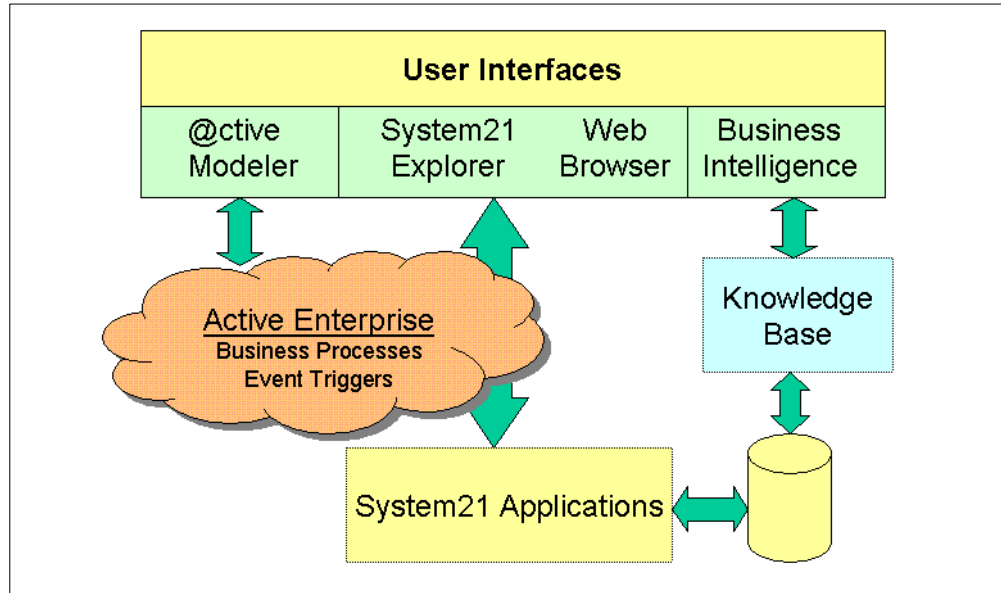 User Interfaces
@ctive
Modeler
System21
Explorer
Web
Browser
Business
Intelligence
Active Enterprise
Business Processes
Event Triggers
Knowledge
Base
System21 Applications